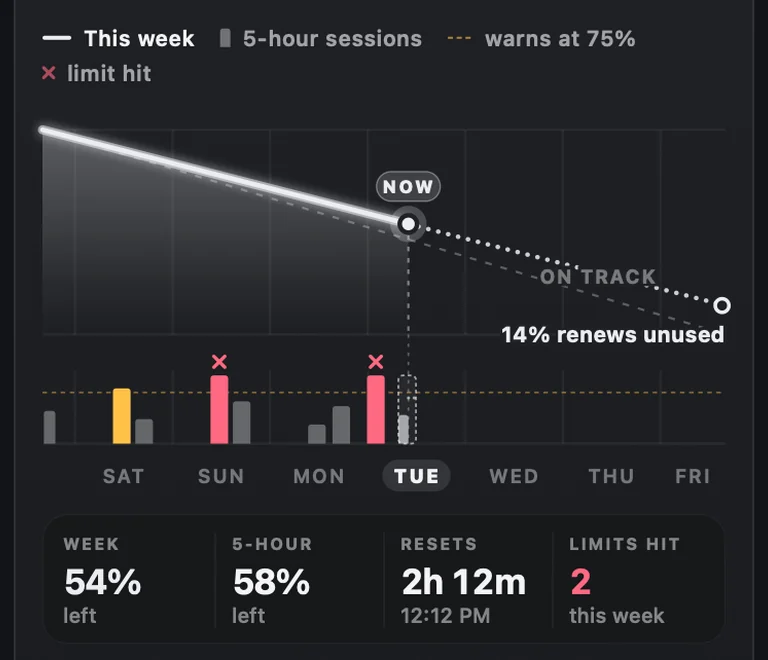 This week 5-hour sessions warns at 75%
limit hit
NOW
ON TRACK
14% renews unused
SAT SUN MON TUE WED THU FRI
WEEK 5-HOUR RESETS LIMITS HIT
54% 58% 2h 12m 2
left left 12:12 PM this week